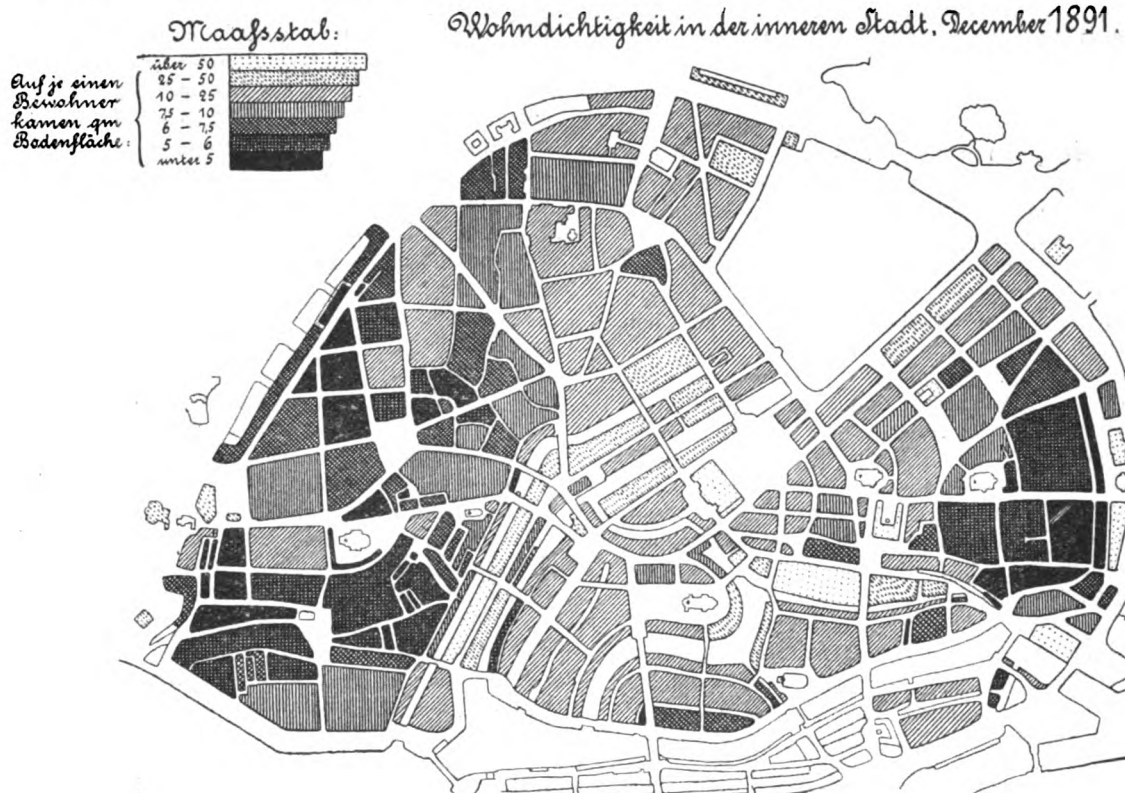 Maaſsstab:
Wohndichtigkeit in der inneren Stadt, December 1891.
Auf je einen
Bewohner
kamen qm
Bodenfläche:
über 50
25 – 50
10 – 25
7,5 – 10
6 – 7,5
5 – 6
unter 5